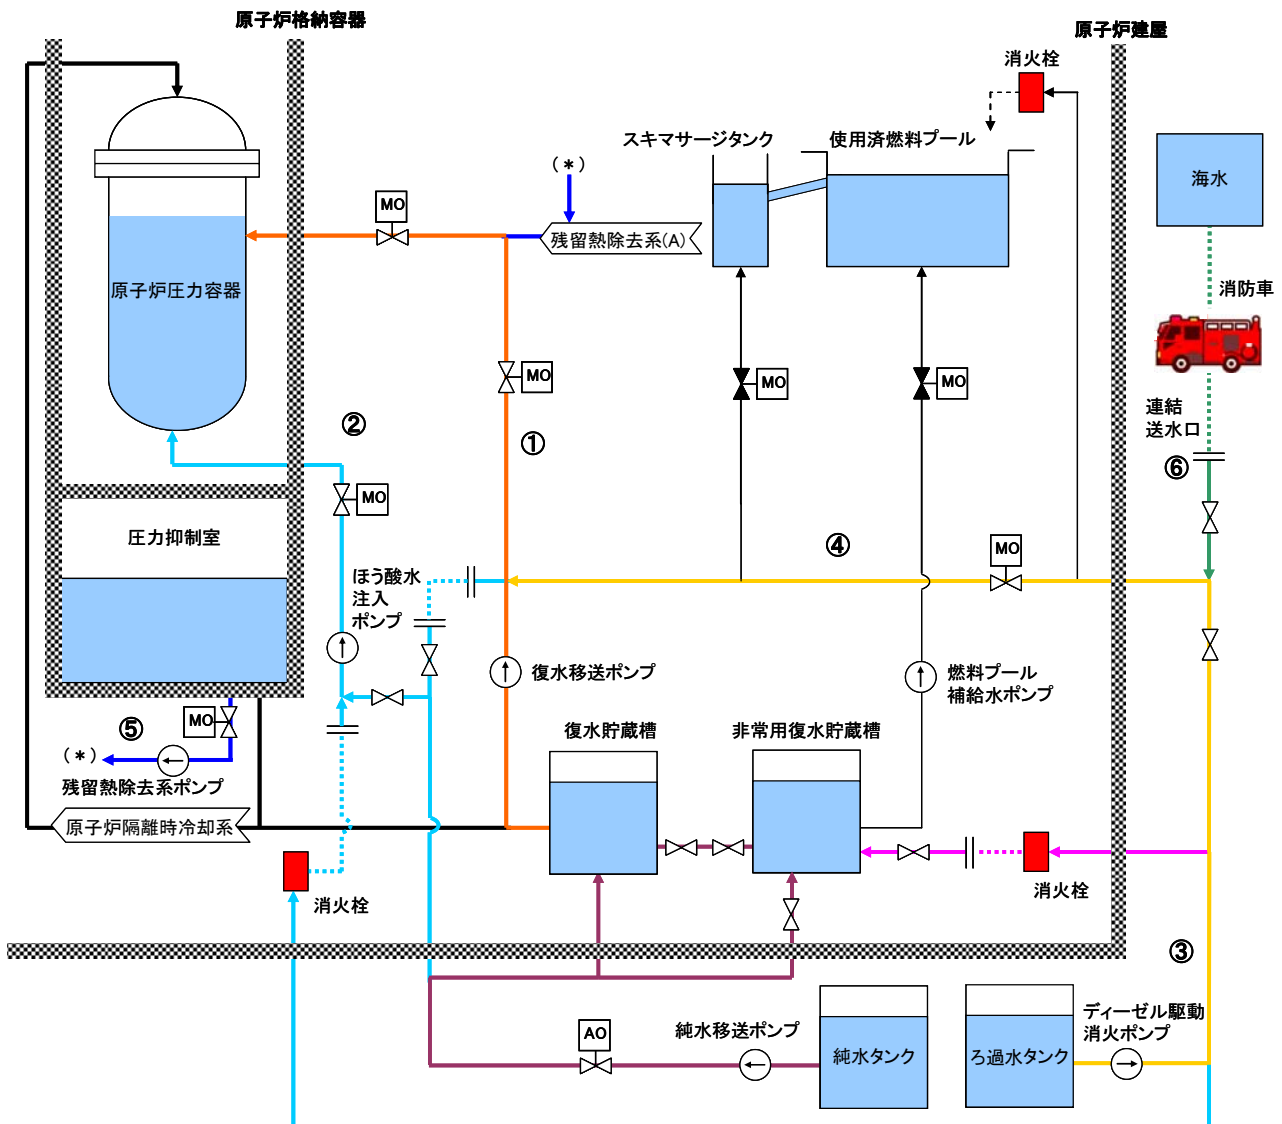 原子炉格納容器
原子炉建屋
消火栓
スキマサージタンク
使用済燃料プール
(*)
海水
MO
残留熱除去系(A)
原子炉圧力容器
消防車
MO
MO
MO
連結
送水口
②
①
⑥
MO
圧力抑制室
④
MO
ほう酸水
注入
ポンプ
復水移送ポンプ
燃料プール
補給水ポンプ
MO
⑤
(*)
残留熱除去系ポンプ
復水貯蔵槽
非常用復水貯蔵槽
原子炉隔離時冷却系
消火栓
消火栓
③
純水移送ポンプ
ディーゼル駆動
消火ポンプ
AO
純水タンク
ろ過水タンク